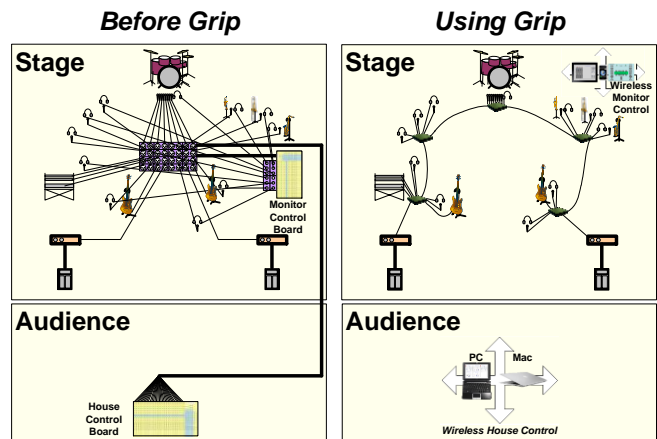 Before Grip
Using Grip
Stage
Monitor
Control
Board
Stage
Wireless
Monitor
Control
Audience
House
Control
Board
Audience
PC Mac
Wireless House Control